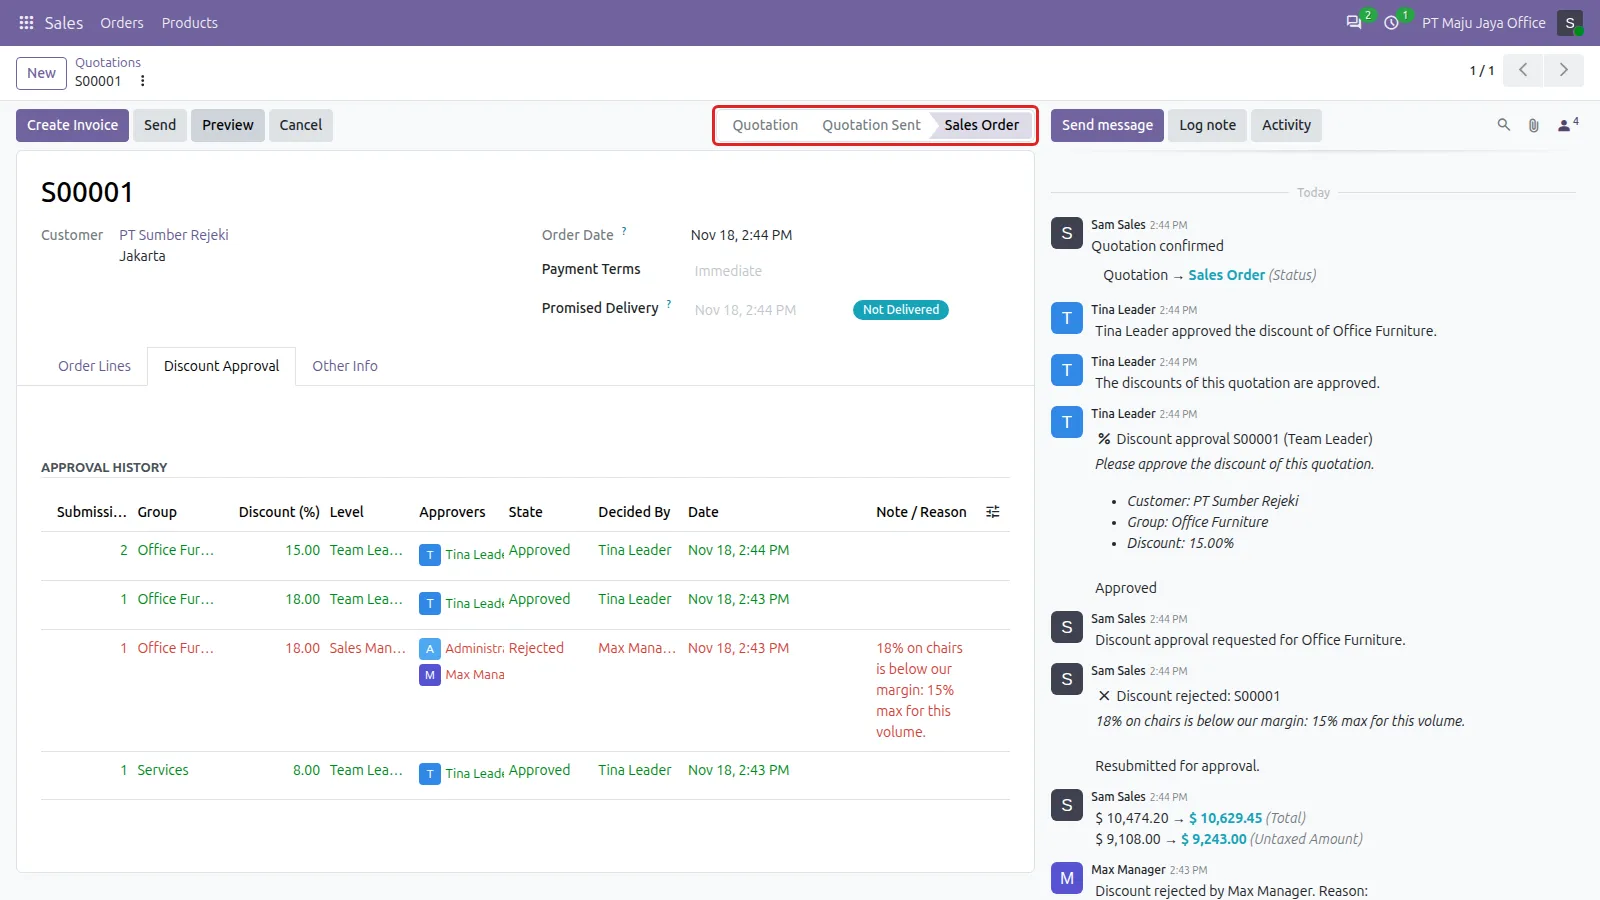 Sales Orders Products 2 1 PT Maju Jaya Office S
New Quotations
S00001 1 / 1
Create Invoice Send Preview Cancel Quotation Quotation Sent Sales Order Send message Log note Activity 4
S00001
Customer PT Sumber Rejeki
Jakarta
Order Date ? Nov 18, 2:44 PM
Payment Terms Immediate
Promised Delivery ? Nov 18, 2:44 PM Not Delivered
Order Lines Discount Approval Other Info
APPROVAL HISTORY
Submissi... Group Discount (%) Level Approvers State Decided By Date Note / Reason
2 Office Fur... 15.00 Team Lea... T Tina Leade Approved Tina Leader Nov 18, 2:44 PM
1 Office Fur... 18.00 Team Lea... T Tina Leade Approved Tina Leader Nov 18, 2:43 PM
1 Office Fur... 18.00 Sales Man... A Administra Rejected Max Mana... Nov 18, 2:43 PM 18% on chairs
M Max Mana is below our
margin: 15%
max for this
volume.
1 Services 8.00 Team Lea... T Tina Leade Approved Tina Leader Nov 18, 2:43 PM
Today
S Sam Sales 2:44 PM
Quotation confirmed
Quotation → Sales Order (Status)
T Tina Leader 2:44 PM
Tina Leader approved the discount of Office Furniture.
T Tina Leader 2:44 PM
The discounts of this quotation are approved.
T Tina Leader 2:44 PM
% Discount approval S00001 (Team Leader)
Please approve the discount of this quotation.
• Customer: PT Sumber Rejeki
• Group: Office Furniture
• Discount: 15.00%
Approved
S Sam Sales 2:44 PM
Discount approval requested for Office Furniture.
S Sam Sales 2:44 PM
✕ Discount rejected: S00001
18% on chairs is below our margin: 15% max for this volume.
Resubmitted for approval.
S Sam Sales 2:44 PM
$ 10,474.20 → $ 10,629.45 (Total)
$ 9,108.00 → $ 9,243.00 (Untaxed Amount)
M Max Manager 2:43 PM
Discount rejected by Max Manager. Reason: